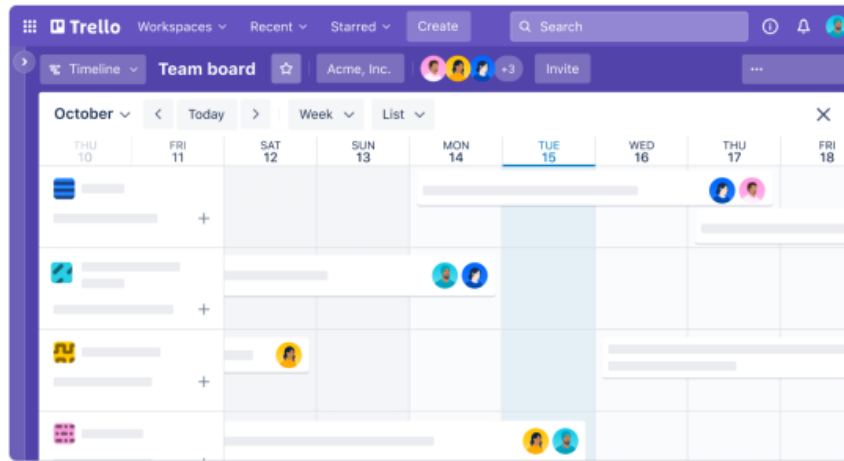 Trello Workspaces Recent Starred Create Search
Timeline Team board Acme, Inc. +3 Invite
October Today Week List
THU FRI SAT SUN MON TUE WED THU FRI
10 11 12 13 14 15 16 17 18